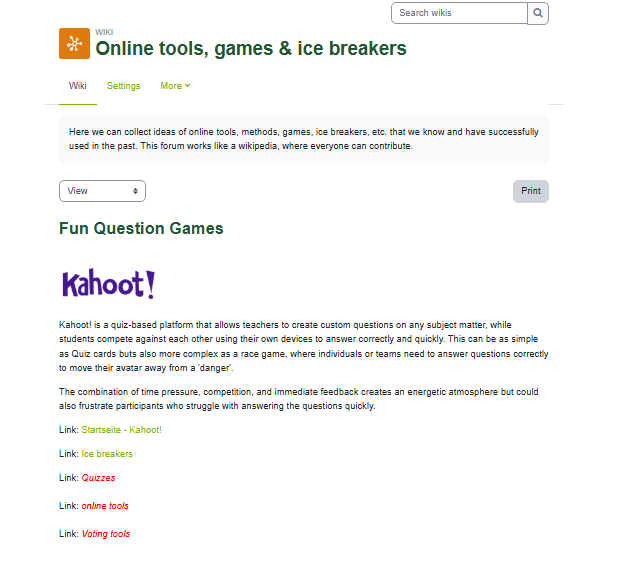 Search wikis
WIKI
Online tools, games & ice breakers
Wiki Settings More
Here we can collect ideas of online tools, methods, games, ice breakers, etc. that we know and have successfully
used in the past. This forum works like a wikipedia, where everyone can contribute.
View
Print
Fun Question Games
Kahoot!
Kahoot! is a quiz-based platform that allows teachers to create custom questions on any subject matter, while
students compete against each other using their own devices to answer correctly and quickly. This can be as simple
as Quiz cards buts also more complex as a race game, where individuals or teams need to answer questions correctly
to move their avatar away from a 'danger'.
The combination of time pressure, competition, and immediate feedback creates an energetic atmosphere but could
also frustrate participants who struggle with answering the questions quickly.
Link: Startseite - Kahoot!
Link: Ice breakers
Link: Quizzes
Link: online tools
Link: Voting tools